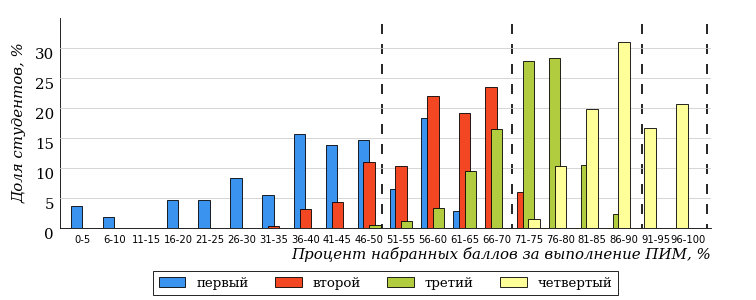 Доля студентов, %
30
25
20
15
10
5
0
0-5 6-10 11-15 16-20 21-25 26-30 31-35 36-40 41-45 46-50 51-55 56-60 61-65 66-70 71-75 76-80 81-85 86-90 91-95 96-100
Процент набранных баллов за выполнение ПИМ, %
первый второй третий четвертый